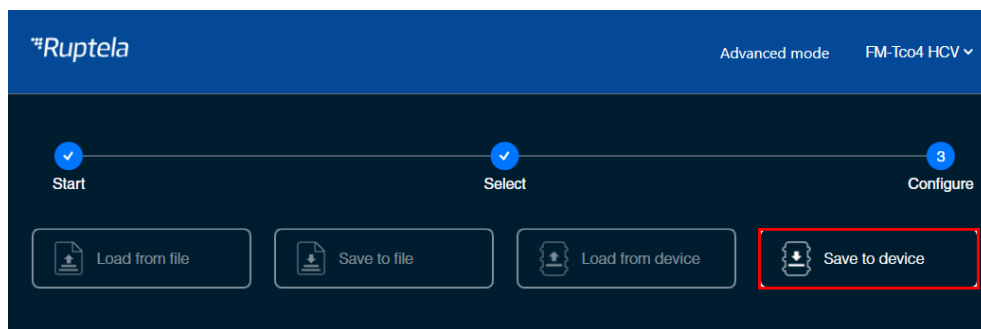 Ruptela
Advanced mode FM-Tco4 HCV
3
Start Select Configure
Load from file Save to file Load from device Save to device